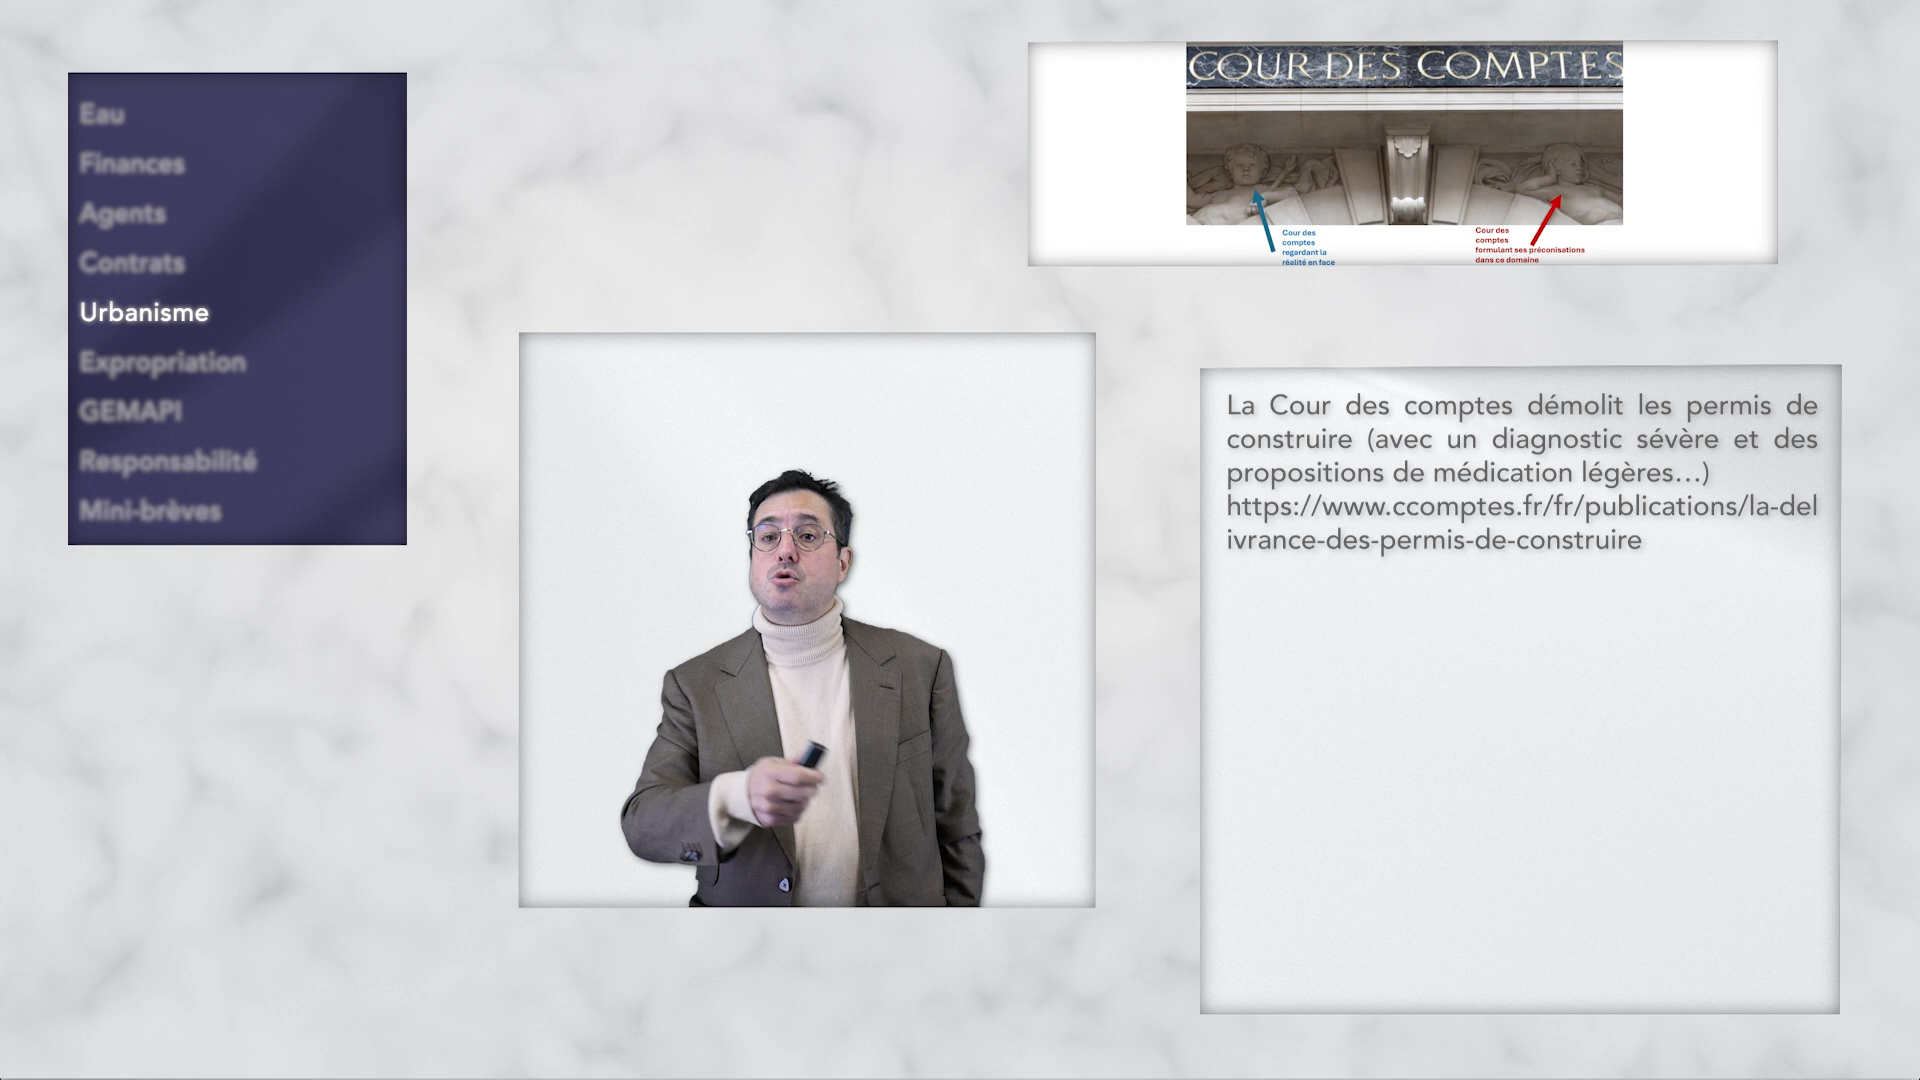 Eau
Finances
Agents
Contrats
Urbanisme
Expropriation
GEMAPI
Responsabilité
Mini-brèves
COUR DES COMPTES
Cour des
comptes
regardant la
réalité en face
Cour des
comptes
formulant ses préconisations
dans ce domaine
La Cour des comptes démolit les permis de
construire (avec un diagnostic sévère et des
propositions de médication légères...)
https://www.ccomptes.fr/fr/publications/la-del
ivrance-des-permis-de-construire